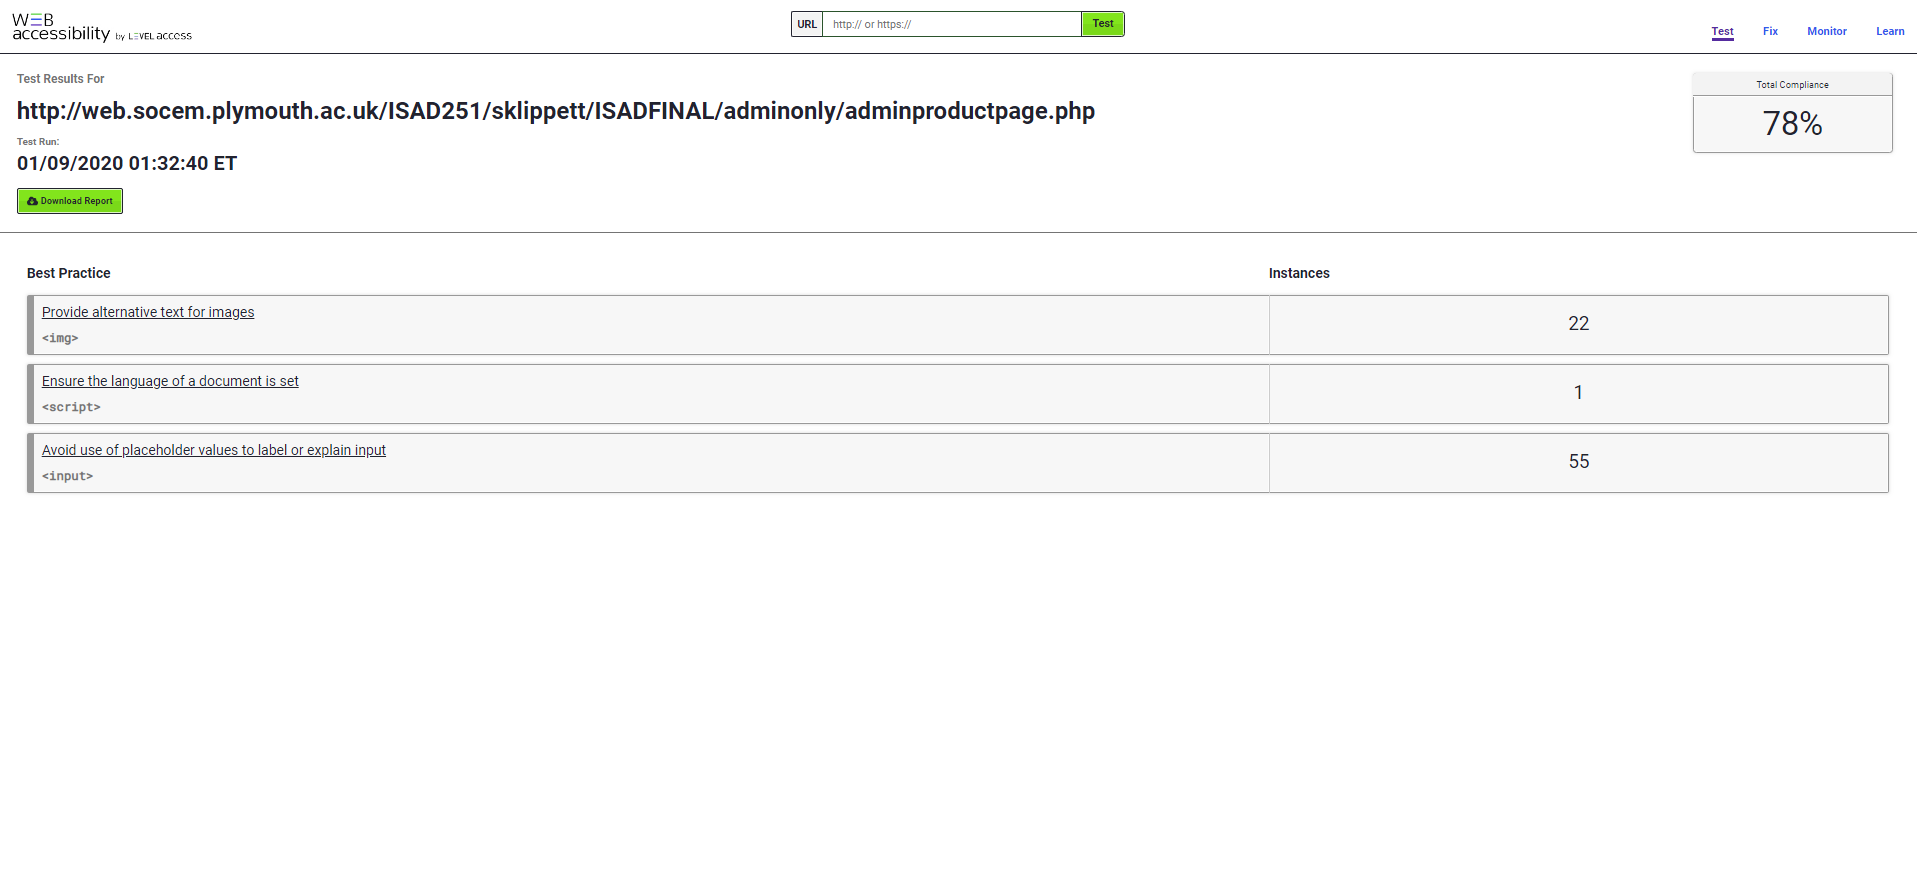 WEB
accessibility by LEVEL ACCESS
URL http:// or https:// Test
Test Fix Monitor Learn
Test Results For
http://web.socem.plymouth.ac.uk/ISAD251/sklippett/ISADFINAL/adminonly/adminproductpage.php
Test Run:
01/09/2020 01:32:40 ET
Download Report
Total Compliance
78%
Best Practice Instances
Provide alternative text for images
<img>
22
Ensure the language of a document is set
<script>
1
Avoid use of placeholder values to label or explain input
<input>
55